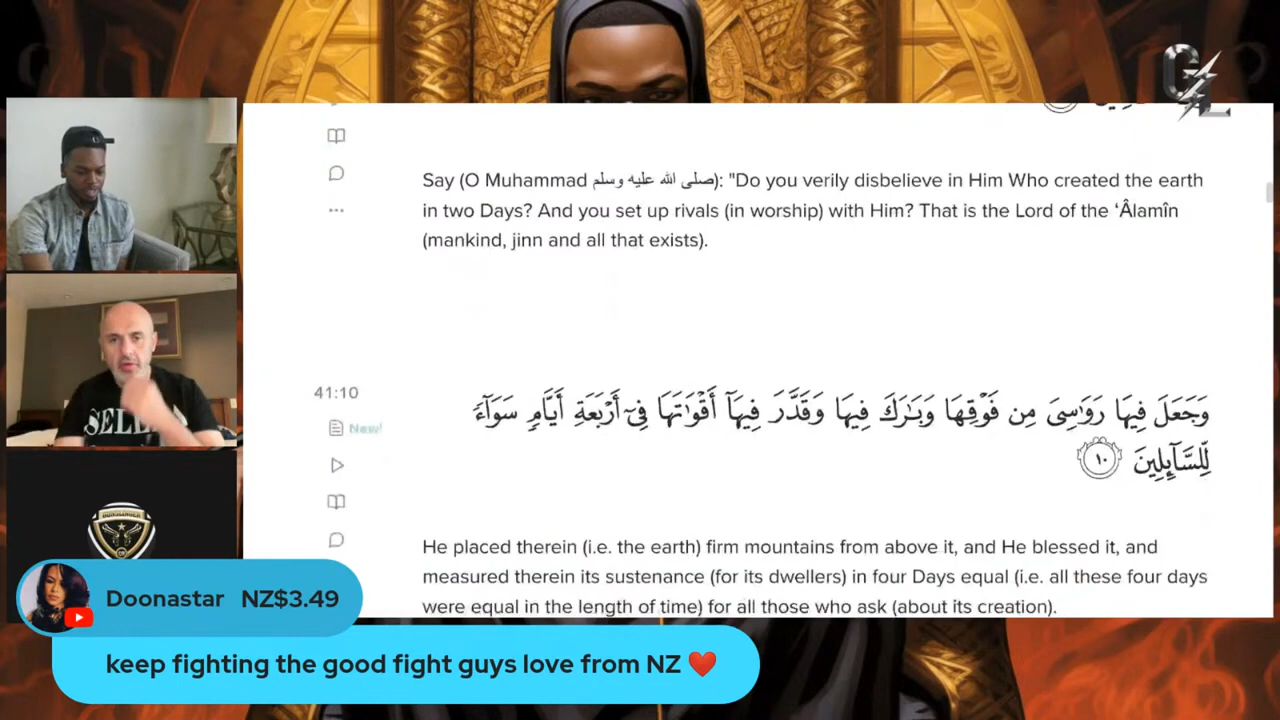 Say (O Muhammad صلى الله عليه وسلم): "Do you verily disbelieve in Him Who created the earth
in two Days? And you set up rivals (in worship) with Him? That is the Lord of the ‘Âlamîn
(mankind, jinn and all that exists).
41:10
New!
وَجَعَلَ فِيهَا رَوَٰسِىَ مِن فَوْقِهَا وَبَـٰرَكَ فِيهَا وَقَدَّرَ فِيهَآ أَقْوَٰتَهَا فِىٓ أَرْبَعَةِ أَيَّامٍ سَوَآءً
لِّلسَّآئِلِينَ ١٠
He placed therein (i.e. the earth) firm mountains from above it, and He blessed it, and
measured therein its sustenance (for its dwellers) in four Days equal (i.e. all these four days
were equal in the length of time) for all those who ask (about its creation).
Doonastar NZ$3.49
keep fighting the good fight guys love from NZ ❤️